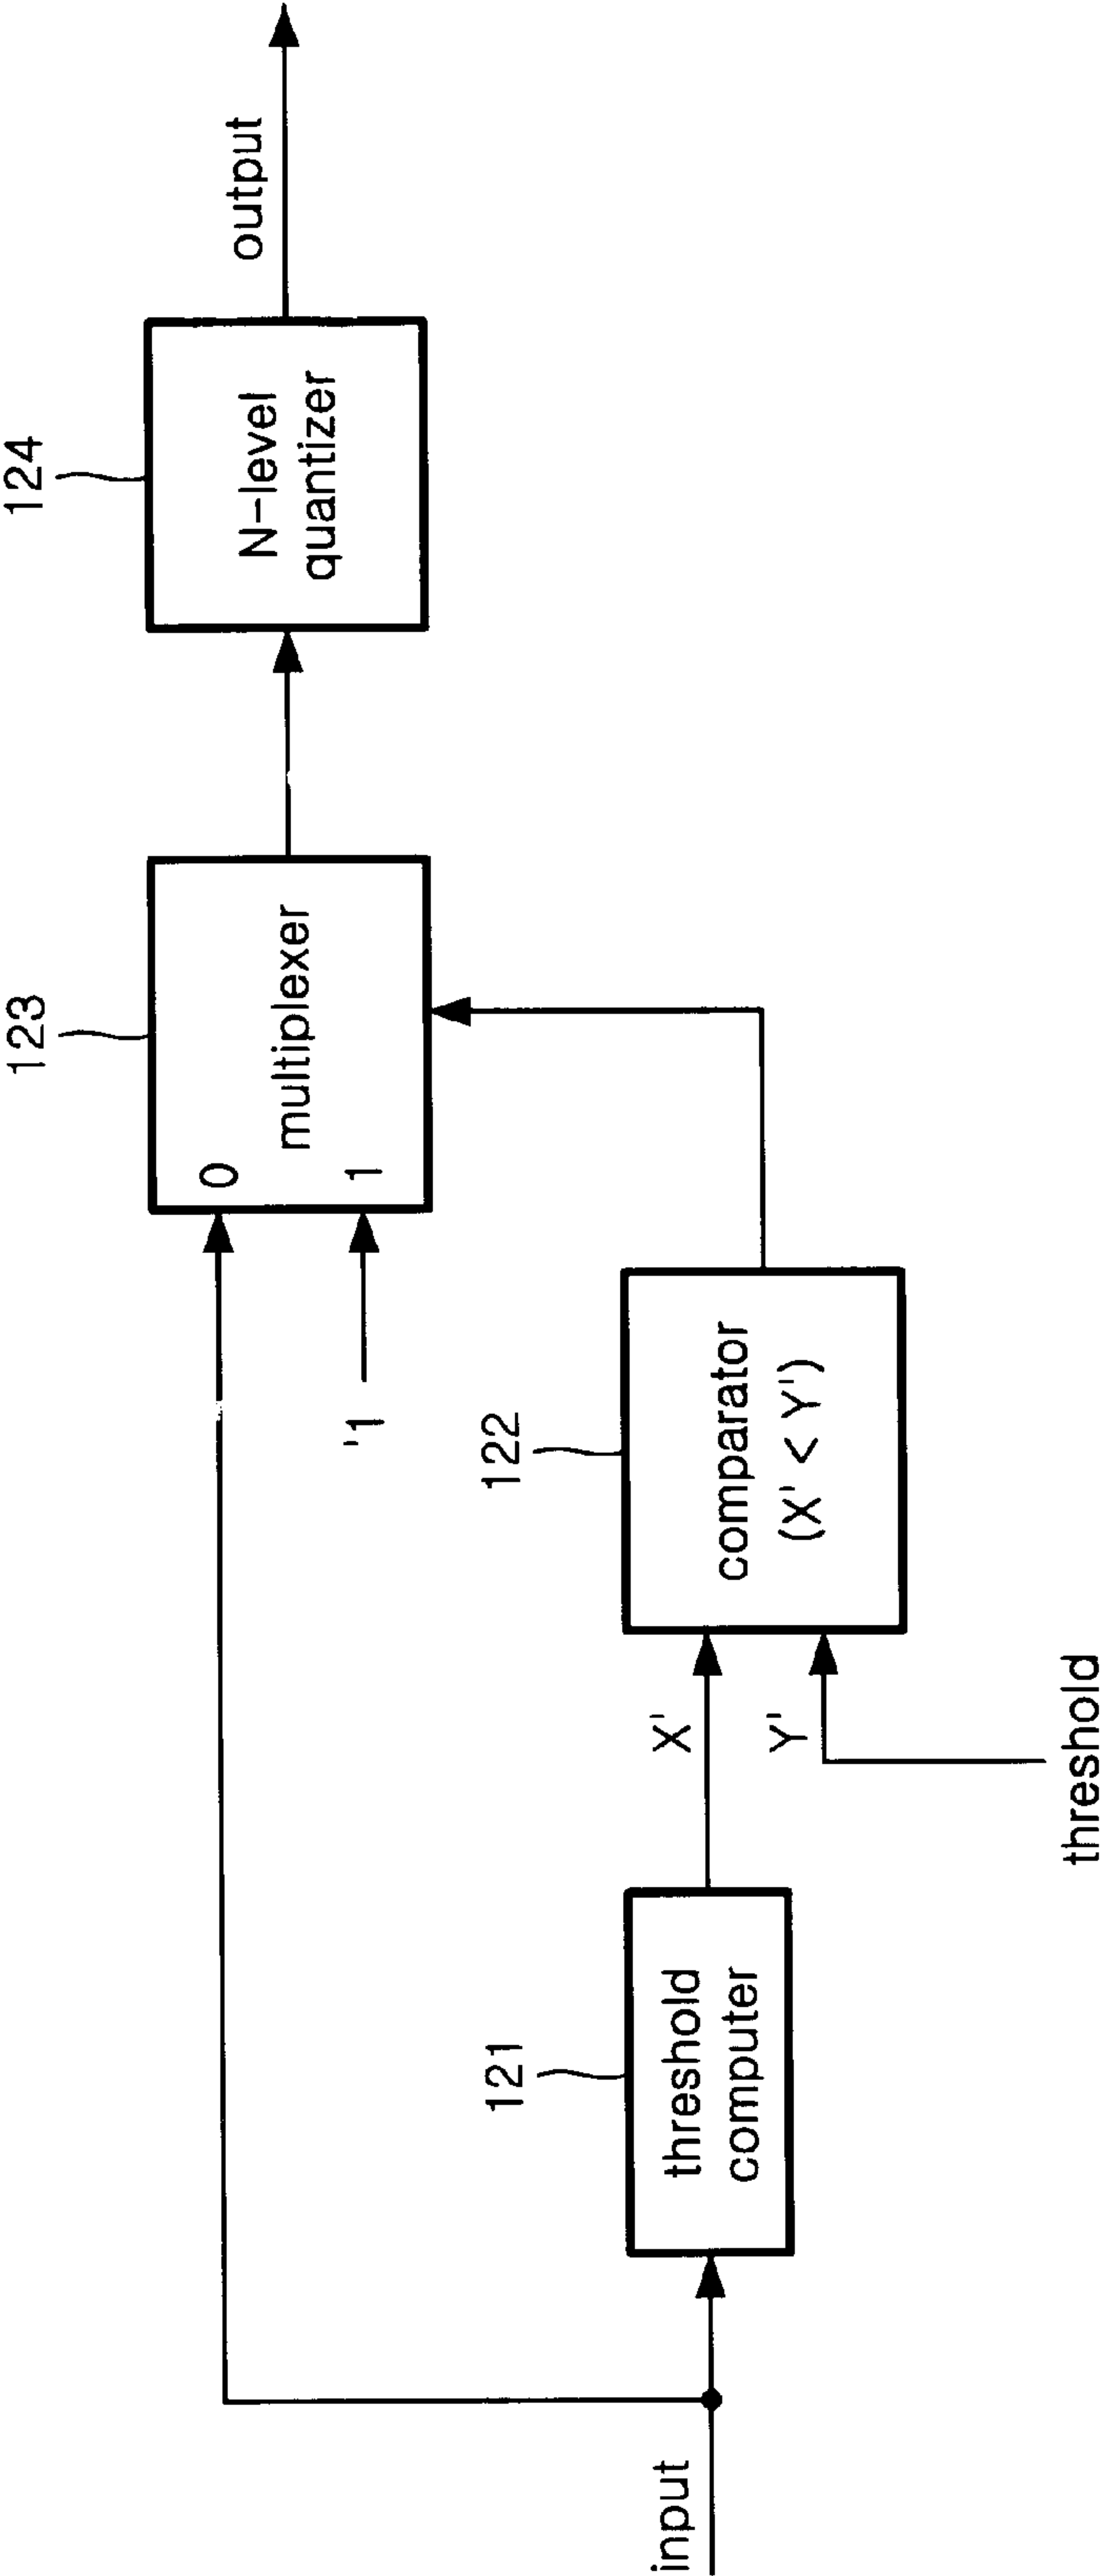 input
121
threshold
computer
X'
Y'
threshold
122
comparator
(X' < Y')
'1
123
0
1
multiplexer
124
N-level
quantizer
output